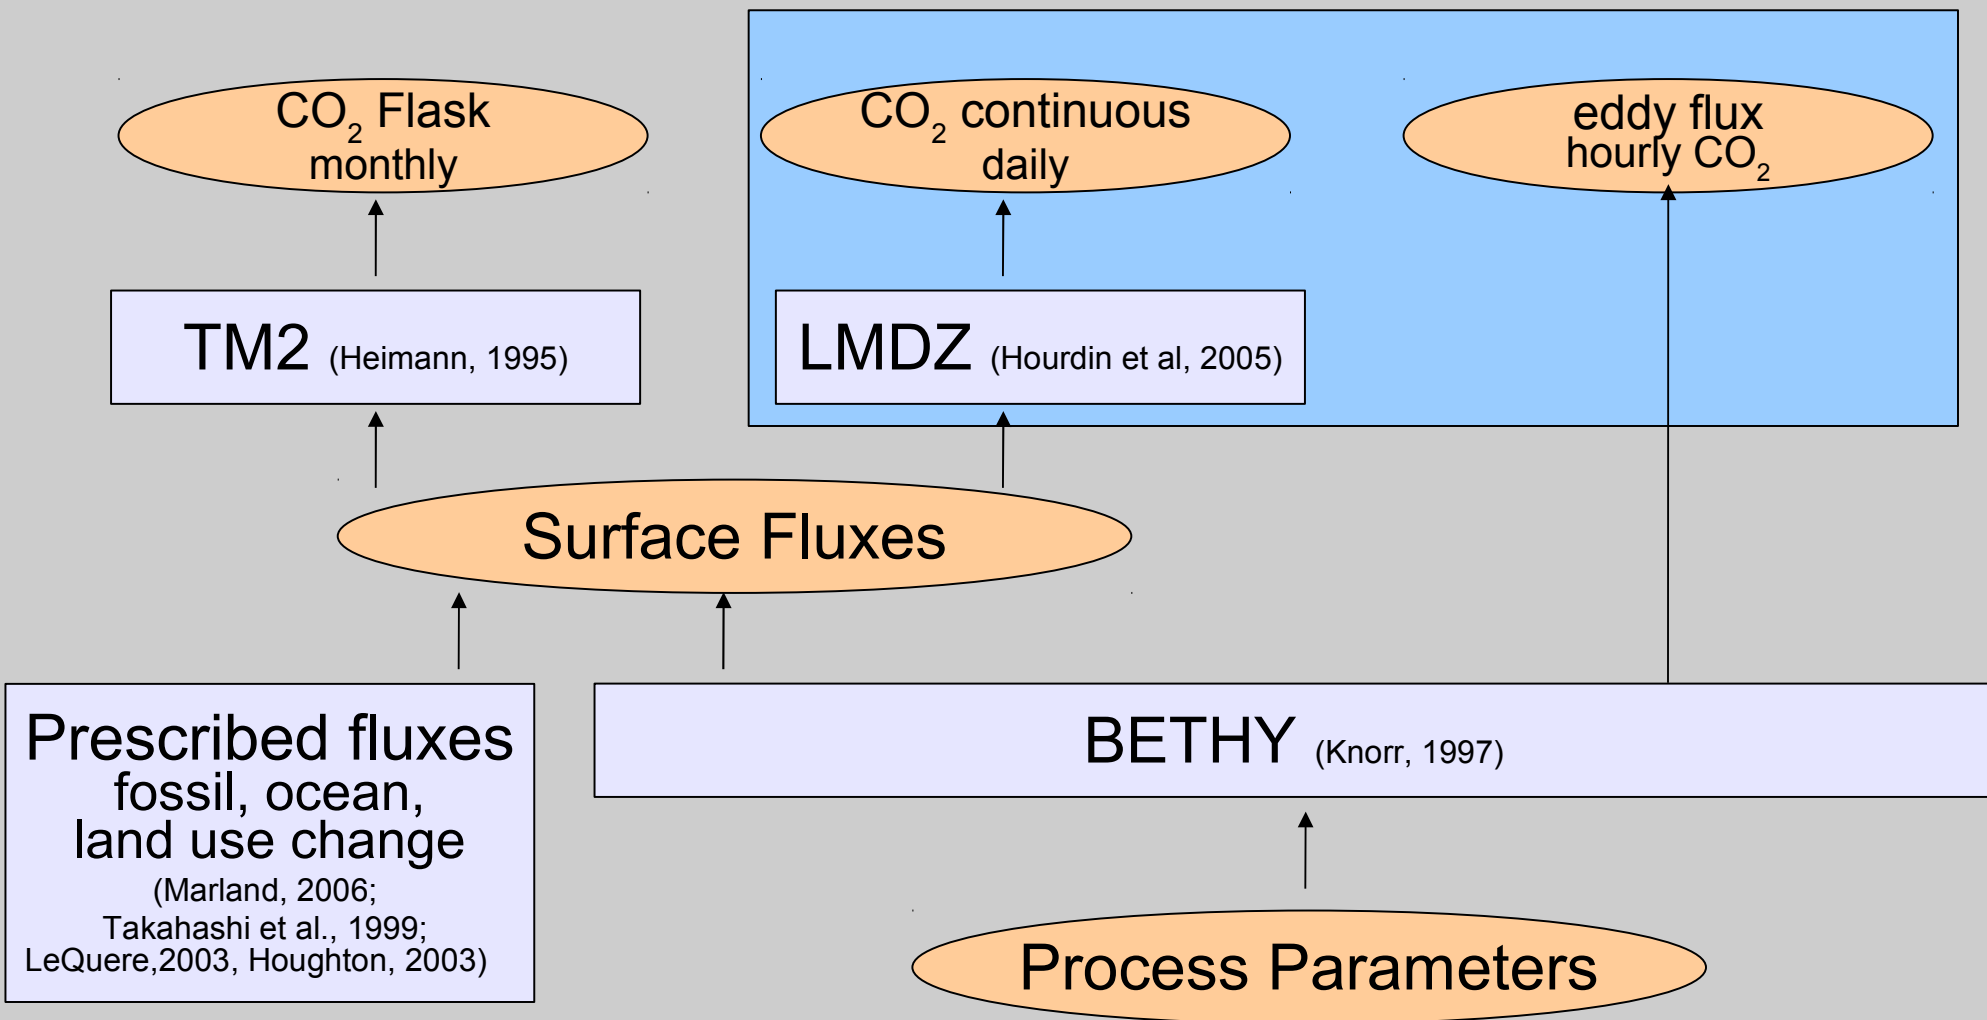 CO₂ Flask
monthly
CO₂ continuous
daily
eddy flux
hourly CO₂
TM2 (Heimann, 1995)
LMDZ (Hourdin et al, 2005)
Surface Fluxes
Prescribed fluxes
fossil, ocean,
land use change
(Marland, 2006;
Takahashi et al., 1999;
LeQuere,2003, Houghton, 2003)
BETHY (Knorr, 1997)
Process Parameters